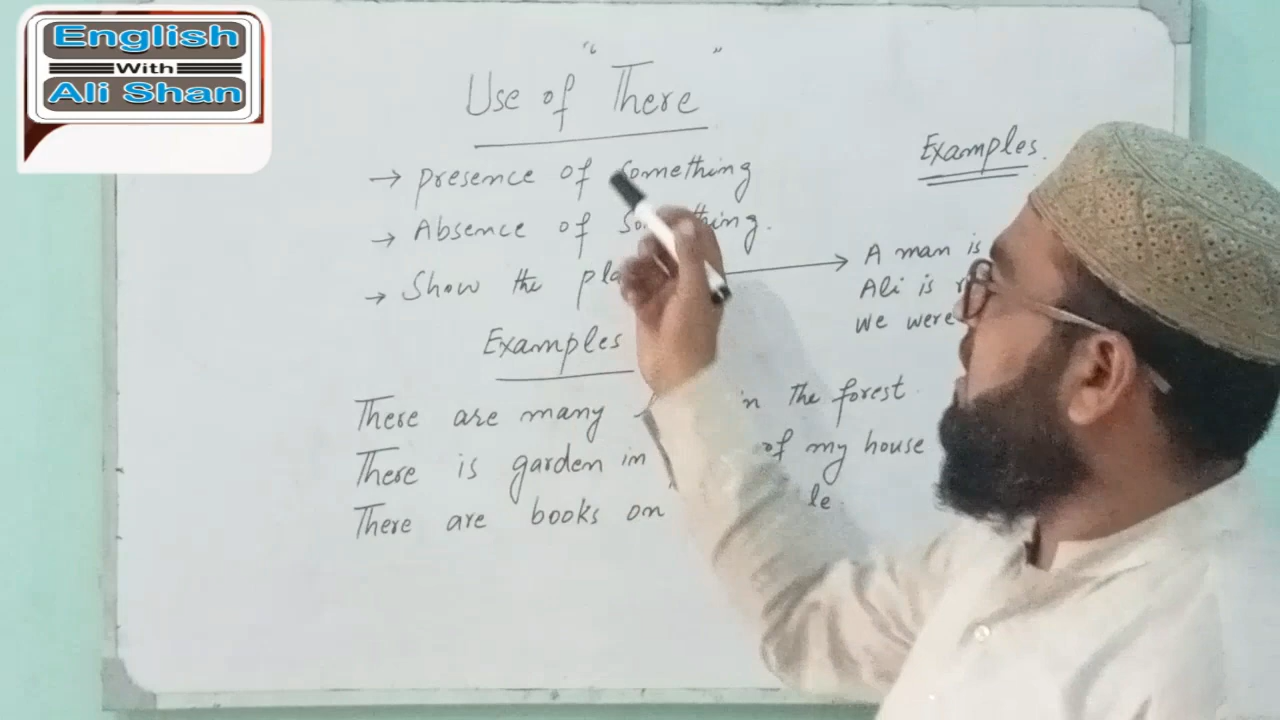 English
With
Ali Shan
Use of "There"
→ Presence of something
→ Absence of something.
→ Show the
Examples
There are many in the forest.
There is garden in of my house
There are books on
Examples.
A man is
Ali is
We were